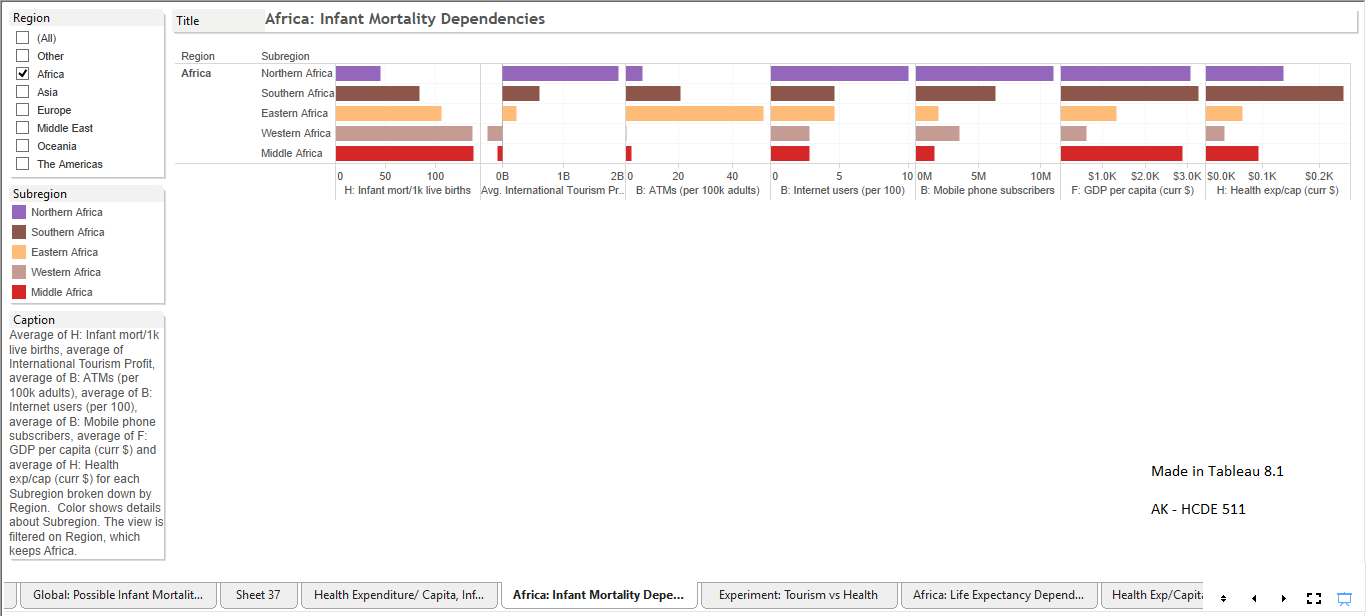 Region
(All)
Other
Africa
Asia
Europe
Middle East
Oceania
The Americas
Subregion
Northern Africa
Southern Africa
Eastern Africa
Western Africa
Middle Africa
Caption
Average of H: Infant mort/1k
live births, average of
International Tourism Profit,
average of B: ATMs (per
100k adults), average of B:
Internet users (per 100),
average of B: Mobile phone
subscribers, average of F:
GDP per capita (curr $) and
average of H: Health
exp/cap (curr $) for each
Subregion broken down by
Region. Color shows details
about Subregion. The view is
filtered on Region, which
keeps Africa.
Title Africa: Infant Mortality Dependencies
Region Subregion
Africa Northern Africa
Southern Africa
Eastern Africa
Western Africa
Middle Africa
0 50 100 0B 1B 2B 0 20 40 0 5 10 0M 5M 10M $1.0K $2.0K $3.0K $0.0K $0.1K $0.2K
H: Infant mort/1k live births Avg. International Tourism Pr.. B: ATMs (per 100k adults) B: Internet users (per 100) B: Mobile phone subscribers F: GDP per capita (curr $) H: Health exp/cap (curr $)
Made in Tableau 8.1
AK - HCDE 511
Global: Possible Infant Mortalit... Sheet 37 Health Expenditure/ Capita, Inf... Africa: Infant Mortality Depe... Experiment: Tourism vs Health Africa: Life Expectancy Depend... Health Exp/Capita